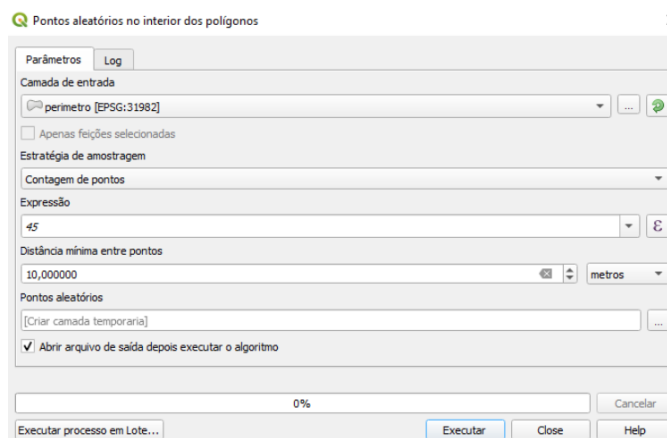 Pontos aleatórios no interior dos polígonos
Parâmetros Log
Camada de entrada
perimetro [EPSG:31982] ...
Apenas feições selecionadas
Estratégia de amostragem
Contagem de pontos
Expressão
45 ε
Distância mínima entre pontos
10,000000 metros
Pontos aleatórios
[Criar camada temporaria] ...
Abrir arquivo de saída depois executar o algoritmo
0% Cancelar
Executar processo em Lote... Executar Close Help